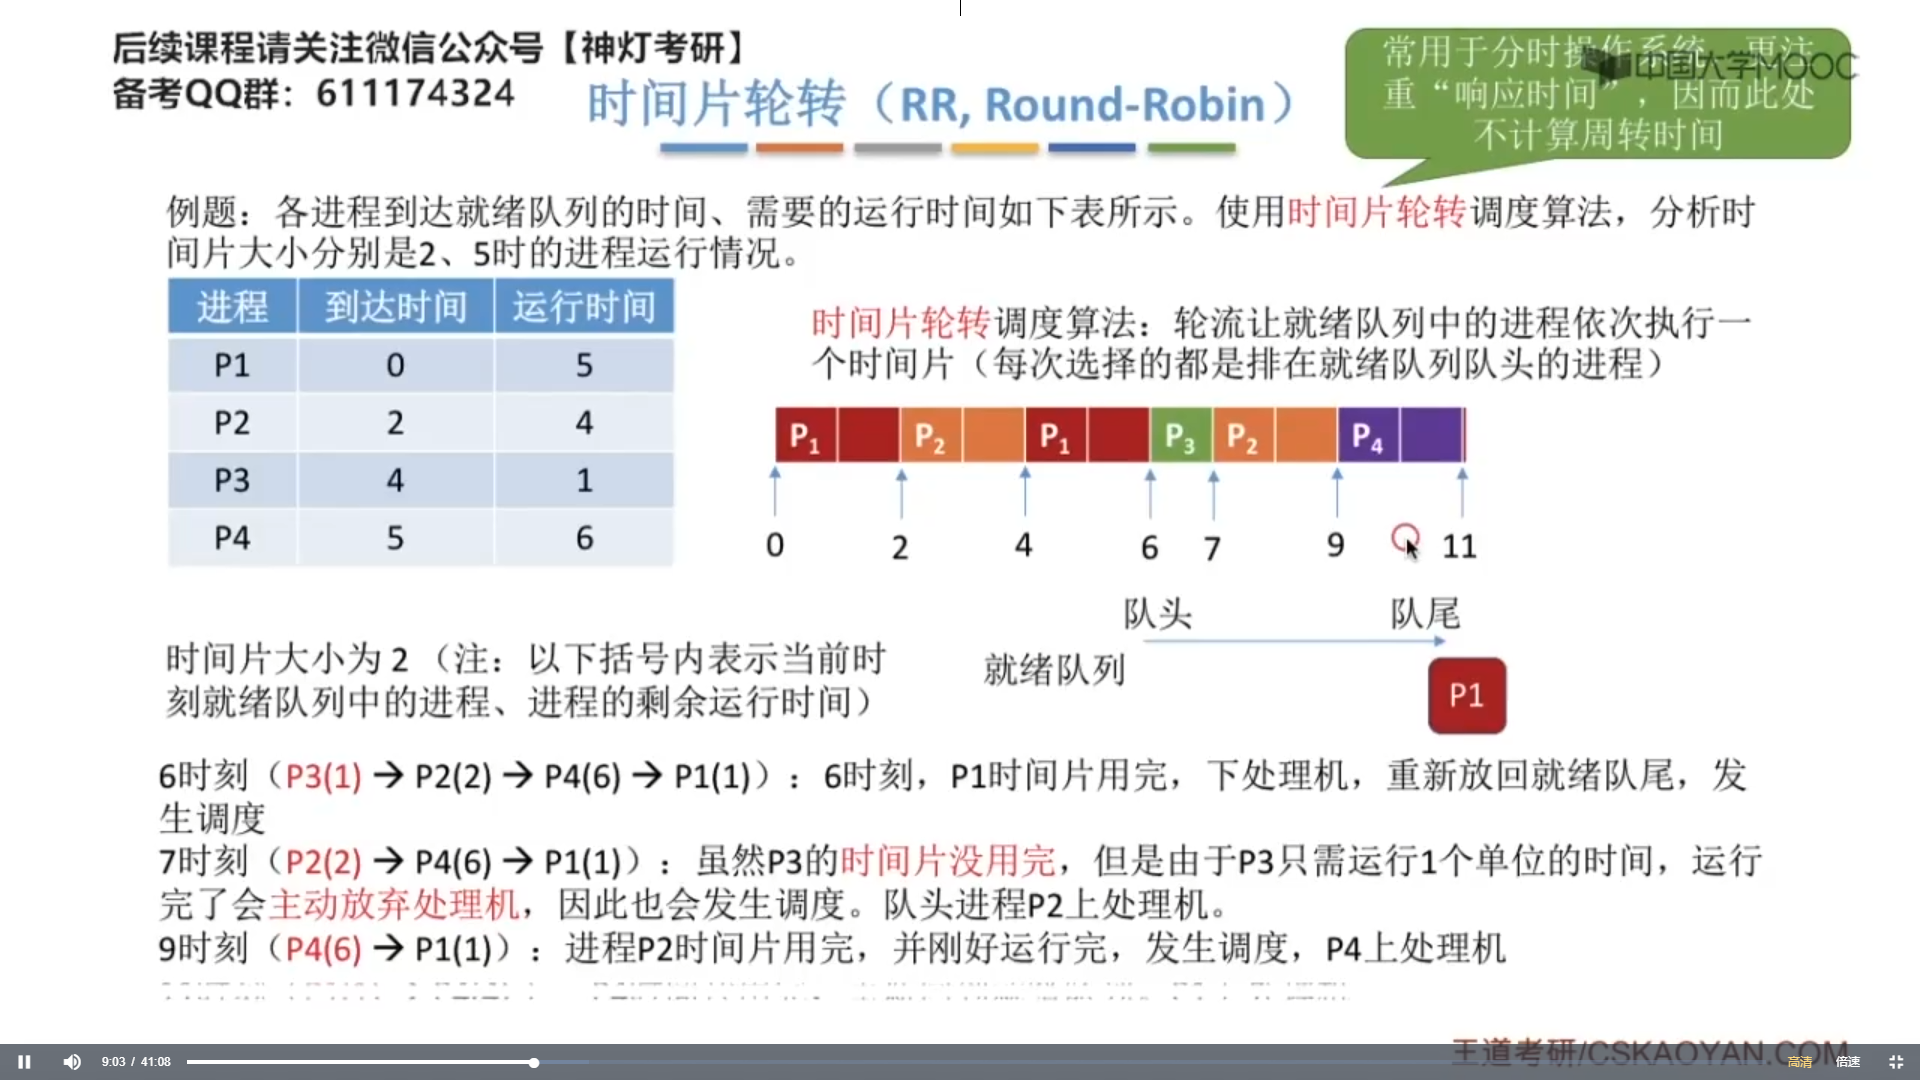 后续课程请关注微信公众号【神灯考研】
备考QQ群：611174324
时间片轮转（RR, Round-Robin）
常用于分时操作系统，更注
重“响应时间”，因而此处
不计算周转时间
中国大学MOOC
例题：各进程到达就绪队列的时间、需要的运行时间如下表所示。使用时间片轮转调度算法，分析时
间片大小分别是2、5时的进程运行情况。
进程 到达时间 运行时间
P1 0 5
P2 2 4
P3 4 1
P4 5 6
时间片轮转调度算法：轮流让就绪队列中的进程依次执行一
个时间片（每次选择的都是排在就绪队列队头的进程）
P1 P2 P1 P3 P2 P4
0 2 4 6 7 9 11
队头 队尾
就绪队列
P1
时间片大小为 2 （注：以下括号内表示当前时
刻就绪队列中的进程、进程的剩余运行时间）
6时刻（P3(1) → P2(2) → P4(6) → P1(1)）：6时刻，P1时间片用完，下处理机，重新放回就绪队尾，发
生调度
7时刻（P2(2) → P4(6) → P1(1)）：虽然P3的时间片没用完，但是由于P3只需运行1个单位的时间，运行
完了会主动放弃处理机，因此也会发生调度。队头进程P2上处理机。
9时刻（P4(6) → P1(1)）：进程P2时间片用完，并刚好运行完，发生调度，P4上处理机
王道考研/CSKAOYAN.COM
9:03 / 41:08
高清 倍速